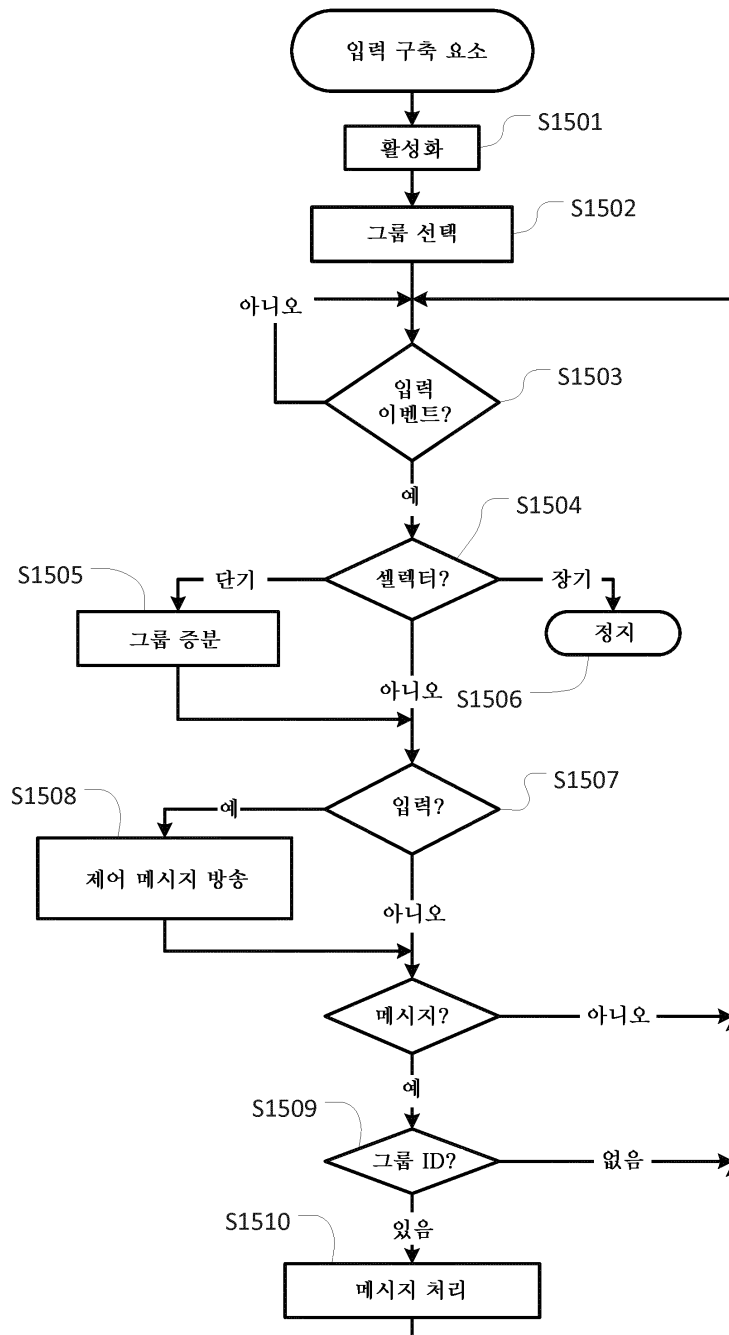 입력 구축 요소
S1501
활성화
S1502
그룹 선택
아니오
S1503
입력
이벤트?
예
S1504
S1505
단기
셀렉터?
장기
그룹 증분
정지
아니오
S1506
S1507
S1508
예
입력?
제어 메시지 방송
아니오
메시지?
아니오
예
S1509
그룹 ID?
없음
S1510
있음
메시지 처리